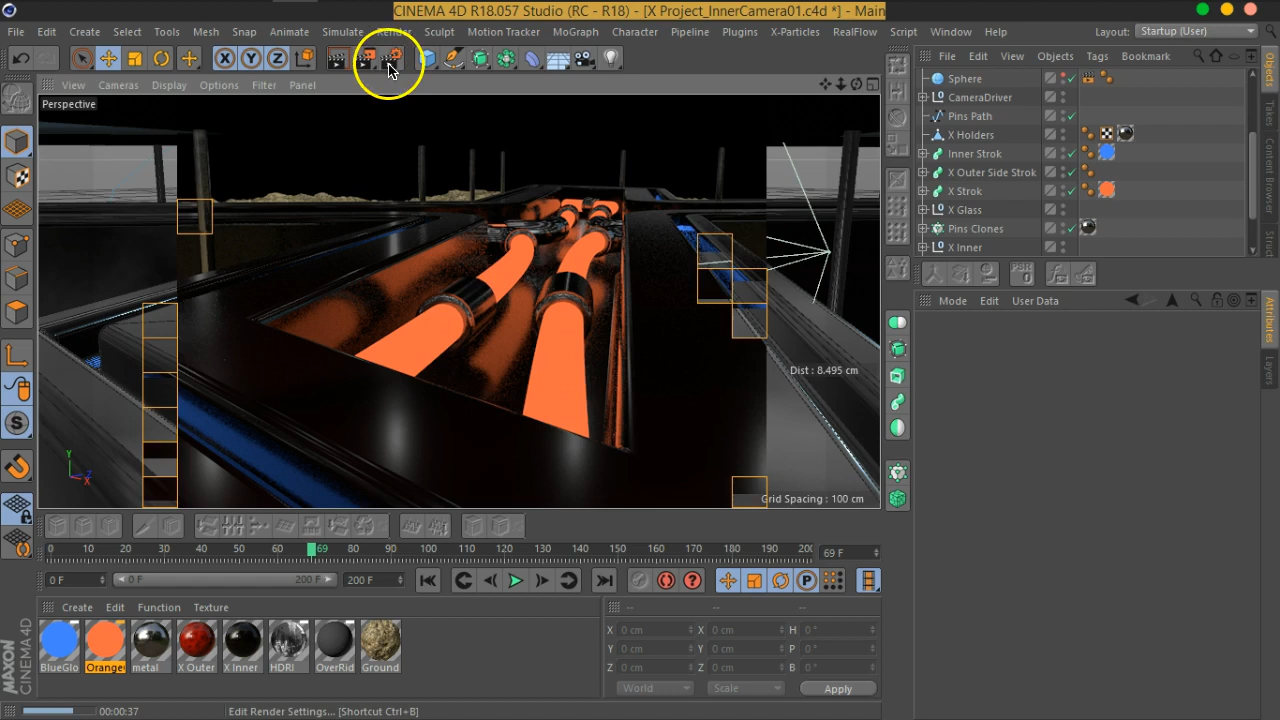 CINEMA 4D R18.057 Studio (RC - R18) - [X Project_InnerCamera01.c4d *] - Main
File Edit Create Select Tools Mesh Snap Animate Simulate Render Sculpt Motion Tracker MoGraph Character Pipeline Plugins X-Particles RealFlow Script Window Help Layout: Startup (User)
X Y Z
File Edit View Objects Tags Bookmark
View Cameras Display Options Filter Panel
Perspective
Sphere
CameraDriver
Pins Path
X Holders
Inner Strok
X Outer Side Strok
X Strok
X Glass
Pins Clones
X Inner
Objects
Takes
Content Browser
Struct
PSR
0
Mode Edit User Data
Attributes
Layers
Dist : 8.495 cm
Grid Spacing : 100 cm
Y
Z
X
S
0 10 20 30 40 50 60 69 80 90 100 110 120 130 140 150 160 170 180 190 200
69 F
0 F 0 F 200 F 200 F
P
Create Edit Function Texture
BlueGlo Orange metal X Outer X Inner HDRI OverRid Ground
-- -- --
X 0 cm X 0 cm H 0 °
Y 0 cm Y 0 cm P 0 °
Z 0 cm Z 0 cm B 0 °
World Scale Apply
MAXON
CINEMA 4D
00:00:37 Edit Render Settings... [Shortcut Ctrl+B]